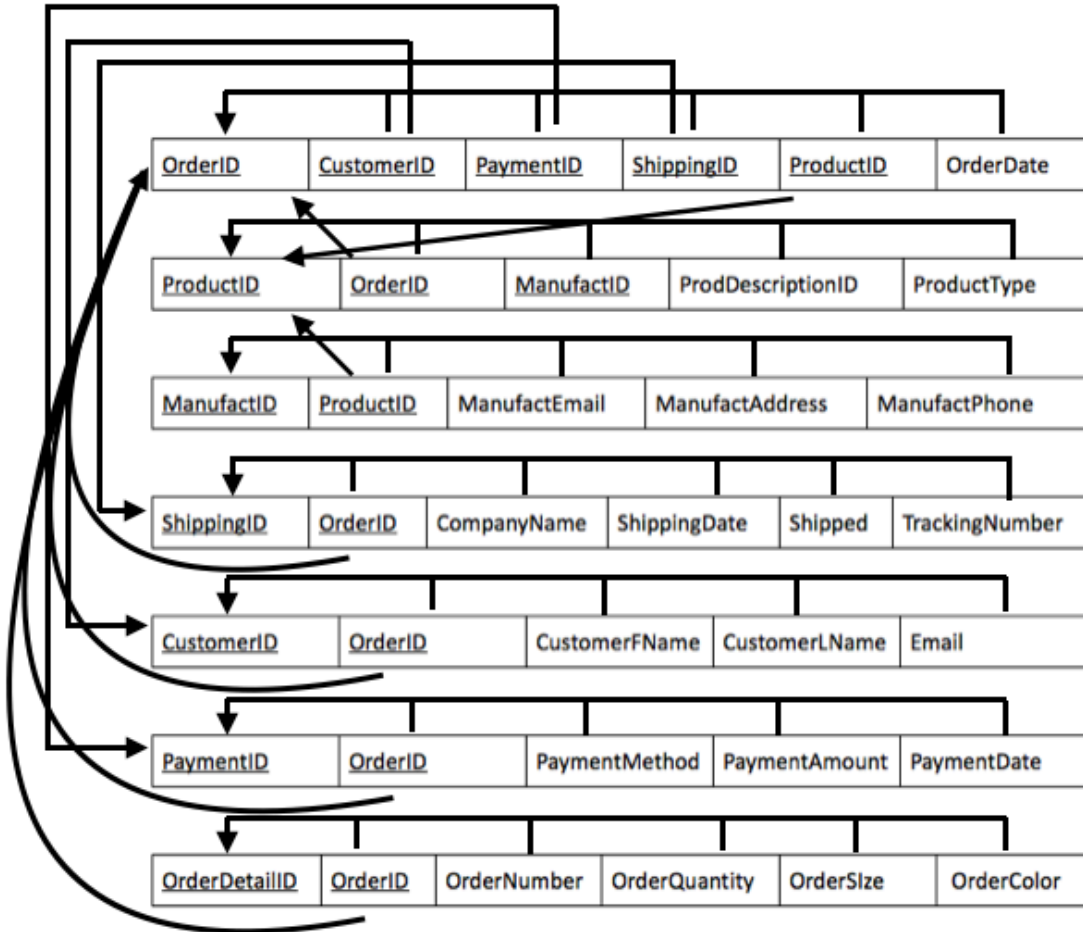 OrderID CustomerID PaymentID ShippingID ProductID OrderDate
ProductID OrderID ManufactID ProdDescriptionID ProductType
ManufactID ProductID ManufactEmail ManufactAddress ManufactPhone
ShippingID OrderID CompanyName ShippingDate Shipped TrackingNumber
CustomerID OrderID CustomerFName CustomerLName Email
PaymentID OrderID PaymentMethod PaymentAmount PaymentDate
OrderDetailID OrderID OrderNumber OrderQuantity OrderSIze OrderColor